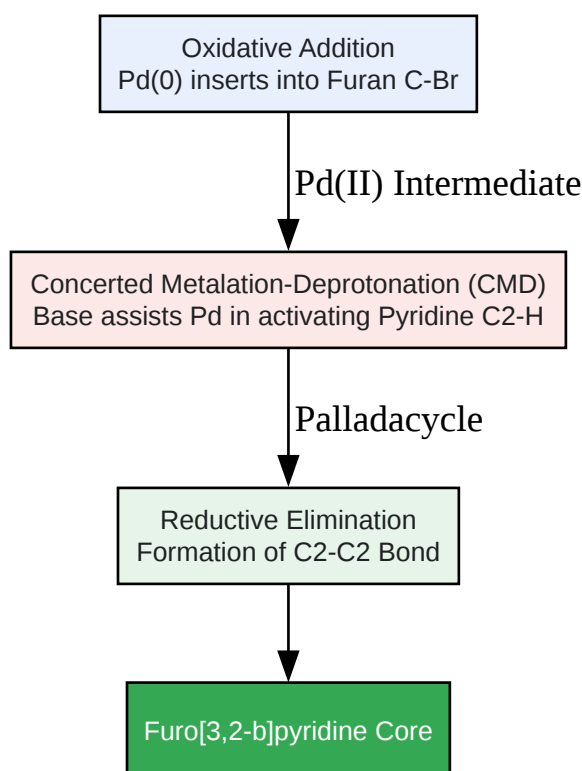 Oxidative Addition
Pd(0) inserts into Furan C-Br
Pd(II) Intermediate
Concerted Metalation-Deprotonation (CMD)
Base assists Pd in activating Pyridine C2-H
Palladacycle
Reductive Elimination
Formation of C2-C2 Bond
Furo[3,2-b]pyridine Core